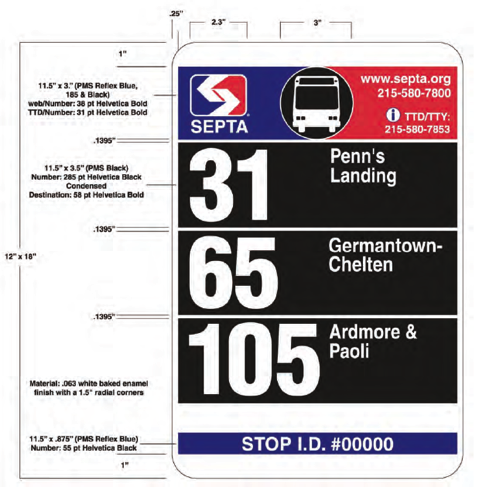 .25"
2.3"
3"
1"
11.5" x 3." (PMS Reflex Blue,
185 & Black)
web/Number: 38 pt Helvetica Bold
TTD/Number: 31 pt Helvetica Bold
www.septa.org
215-580-7800
i TTD/TTY:
215-580-7853
SEPTA
.1395"
11.5" x 3.5" (PMS Black)
Number: 285 pt Helvetica Black
Condensed
Destination: 58 pt Helvetica Bold
31
Penn's
Landing
.1395"
12" x 18"
65
Germantown-
Chelten
.1395"
105
Ardmore &
Paoli
Material: .063 white baked enamel
finish with a 1.5" radial corners
11.5" x .875" (PMS Reflex Blue)
Number: 55 pt Helvetica Black
STOP I.D. #00000
1"